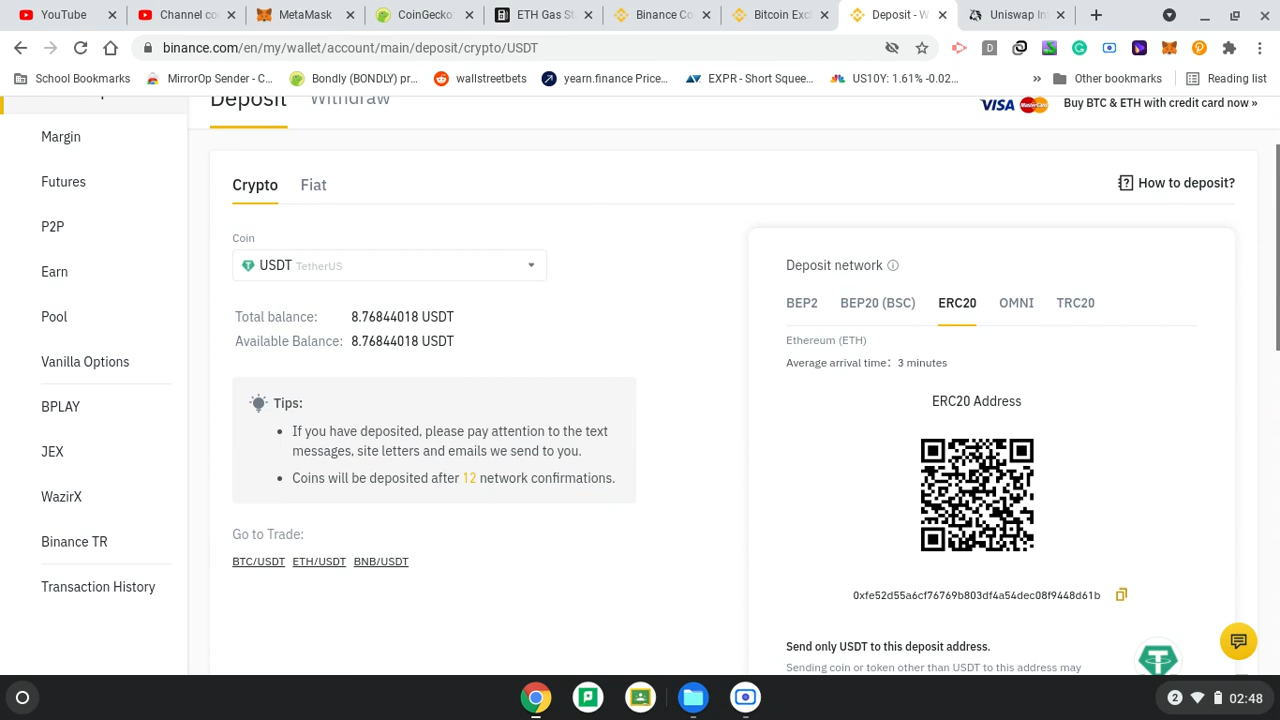 YouTube
Channel co
MetaMask
CoinGecko
ETH Gas St
Binance Co
Bitcoin Exc
Deposit - W
Uniswap In
binance.com/en/my/wallet/account/main/deposit/crypto/USDT
School Bookmarks
MirrorOp Sender - C...
Bondly (BONDLY) pr...
wallstreetbets
yearn.finance Price...
EXPR - Short Squee...
US10Y: 1.61% -0.02...
»
Other bookmarks
Reading list
Deposit
Withdraw
VISA
Buy BTC & ETH with credit card now »
Margin
Futures
P2P
Earn
Pool
Vanilla Options
BPLAY
JEX
WazirX
Binance TR
Transaction History
Crypto
Fiat
How to deposit?
Coin
USDT TetherUS
Total balance: 8.76844018 USDT
Available Balance: 8.76844018 USDT
Tips:
If you have deposited, please pay attention to the text
messages, site letters and emails we send to you.
Coins will be deposited after 12 network confirmations.
Go to Trade:
BTC/USDT ETH/USDT BNB/USDT
Deposit network
BEP2 BEP20 (BSC) ERC20 OMNI TRC20
Ethereum (ETH)
Average arrival time: 3 minutes
ERC20 Address
0xfe52d55a6cf76769b803df4a54dec08f9448d61b
Send only USDT to this deposit address.
Sending coin or token other than USDT to this address may
2
02:48